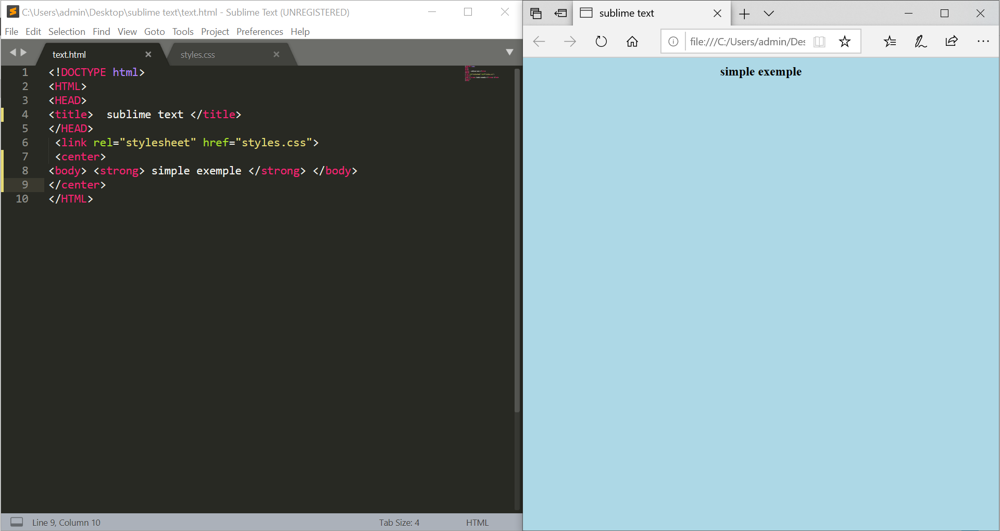 C:\Users\admin\Desktop\sublime text\text.html - Sublime Text (UNREGISTERED)
File Edit Selection Find View Goto Tools Project Preferences Help
text.html
styles.css
1 <!DOCTYPE html>
2 <HTML>
3 <HEAD>
4 <title>  sublime text </title>
5 </HEAD>
6  <link rel="stylesheet" href="styles.css">
7  <center>
8 <body> <strong> simple exemple </strong> </body>
9 </center>
10 </HTML>
Line 9, Column 10
Tab Size: 4
HTML
sublime text
file:///C:/Users/admin/Des
simple exemple